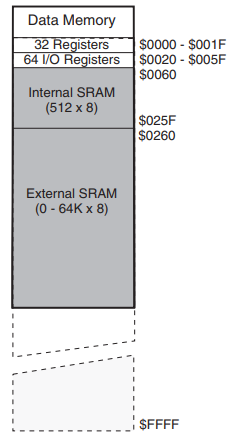 Data Memory
32 Registers $0000 - $001F
64 I/O Registers $0020 - $005F
$0060
Internal SRAM
(512 x 8)
$025F
$0260
External SRAM
(0 - 64K x 8)
$FFFF